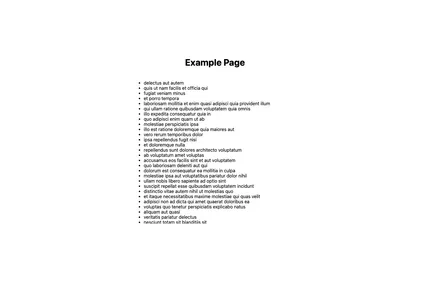 Example Page
delectus aut autem
quis ut nam facilis et officia qui
fugiat veniam minus
et porro tempora
laboriosam mollitia et enim quasi adipisci quia provident illum
qui ullam ratione quibusdam voluptatem quia omnis
illo expedita consequatur quia in
quo adipisci enim quam ut ab
molestiae perspiciatis ipsa
illo est ratione doloremque quia maiores aut
vero rerum temporibus dolor
ipsa repellendus fugit nisi
et doloremque nulla
repellendus sunt dolores architecto voluptatum
ab voluptatum amet voluptas
accusamus eos facilis sint et aut voluptatem
quo laboriosam deleniti aut qui
dolorum est consequatur ea mollitia in culpa
molestiae ipsa aut voluptatibus pariatur dolor nihil
ullam nobis libero sapiente ad optio sint
suscipit repellat esse quibusdam voluptatem incidunt
distinctio vitae autem nihil ut molestias quo
et itaque necessitatibus maxime molestiae qui quas velit
adipisci non ad dicta qui amet quaerat doloribus ea
voluptas quo tenetur perspiciatis explicabo natus
aliquam aut quasi
veritatis pariatur delectus
nesciunt totam sit blanditiis sit